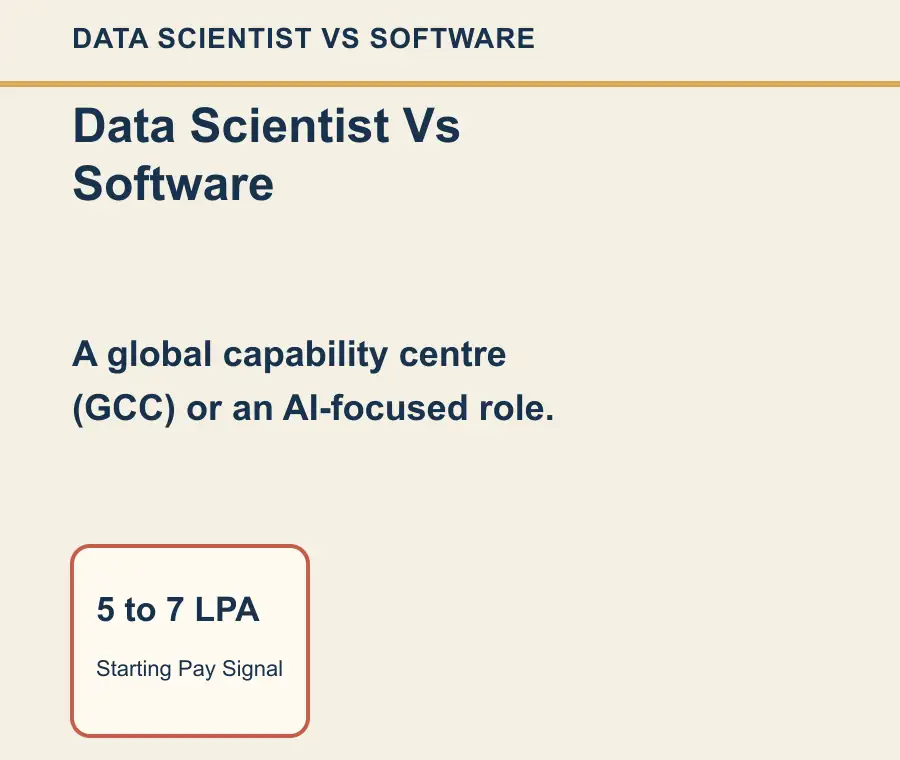 DATA SCIENTIST VS SOFTWARE
Data Scientist Vs
Software
A global capability centre
(GCC) or an AI-focused role.
5 to 7 LPA
Starting Pay Signal